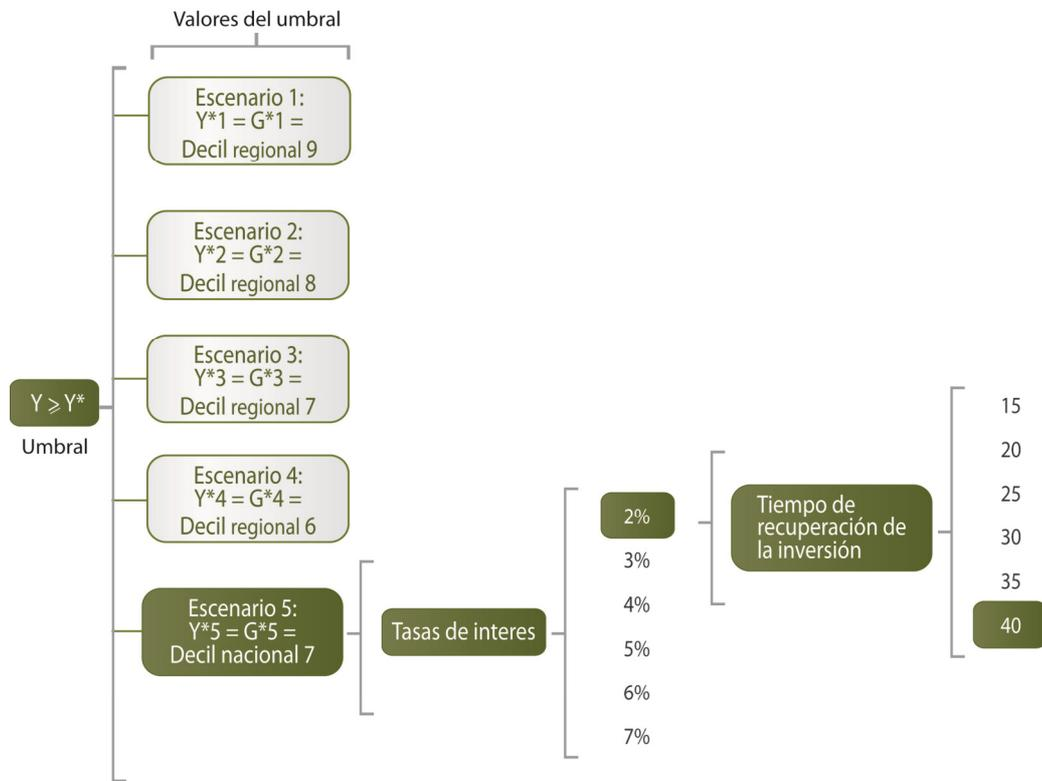 Valores del umbral
Escenario 1:
Y*1 = G*1 =
Decil regional 9
Escenario 2:
Y*2 = G*2 =
Decil regional 8
Escenario 3:
Y*3 = G*3 =
Decil regional 7
Y ⩾ Y*
Umbral
Escenario 4:
Y*4 = G*4 =
Decil regional 6
Escenario 5:
Y*5 = G*5 =
Decil nacional 7
Tasas de interes
2%
3%
4%
5%
6%
7%
Tiempo de
recuperación de
la inversión
15
20
25
30
35
40